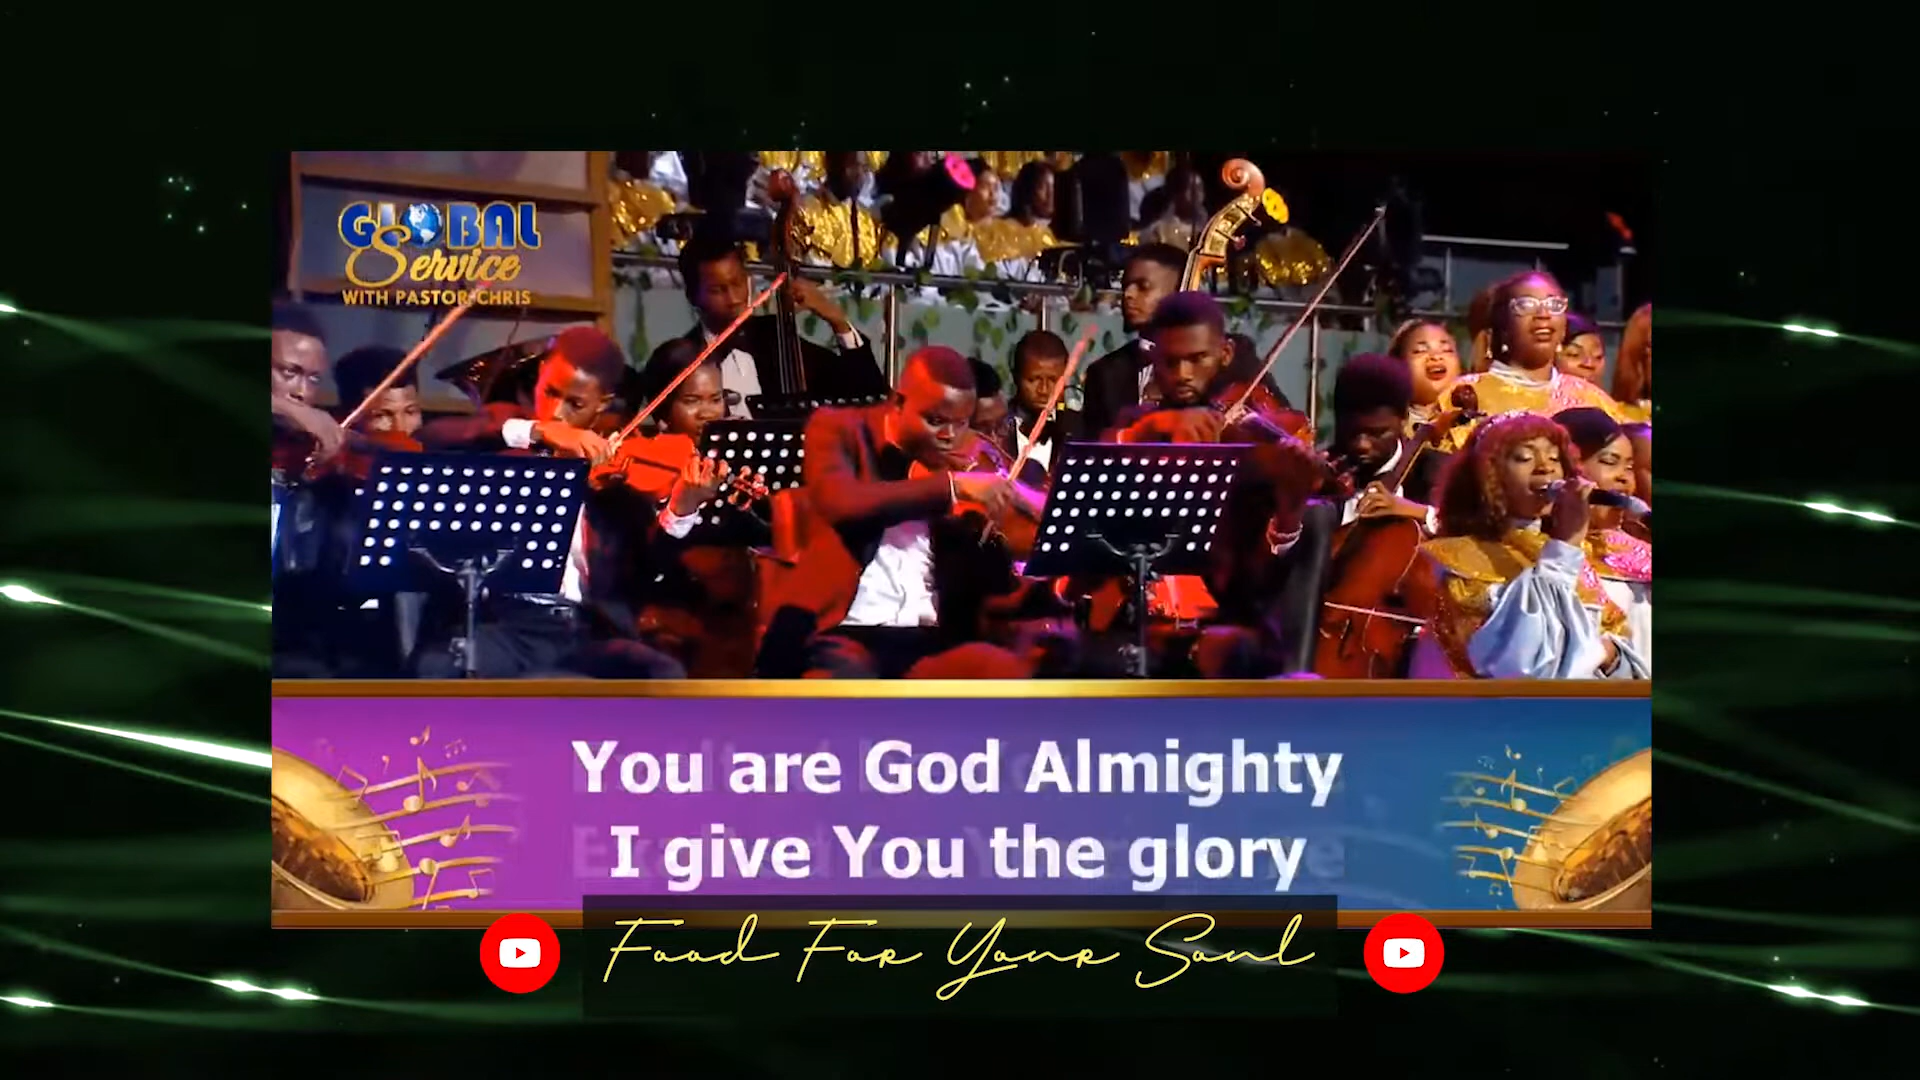 GLOBAL
Service
WITH PASTOR CHRIS
You are God Almighty
I give You the glory
Food For Your Soul